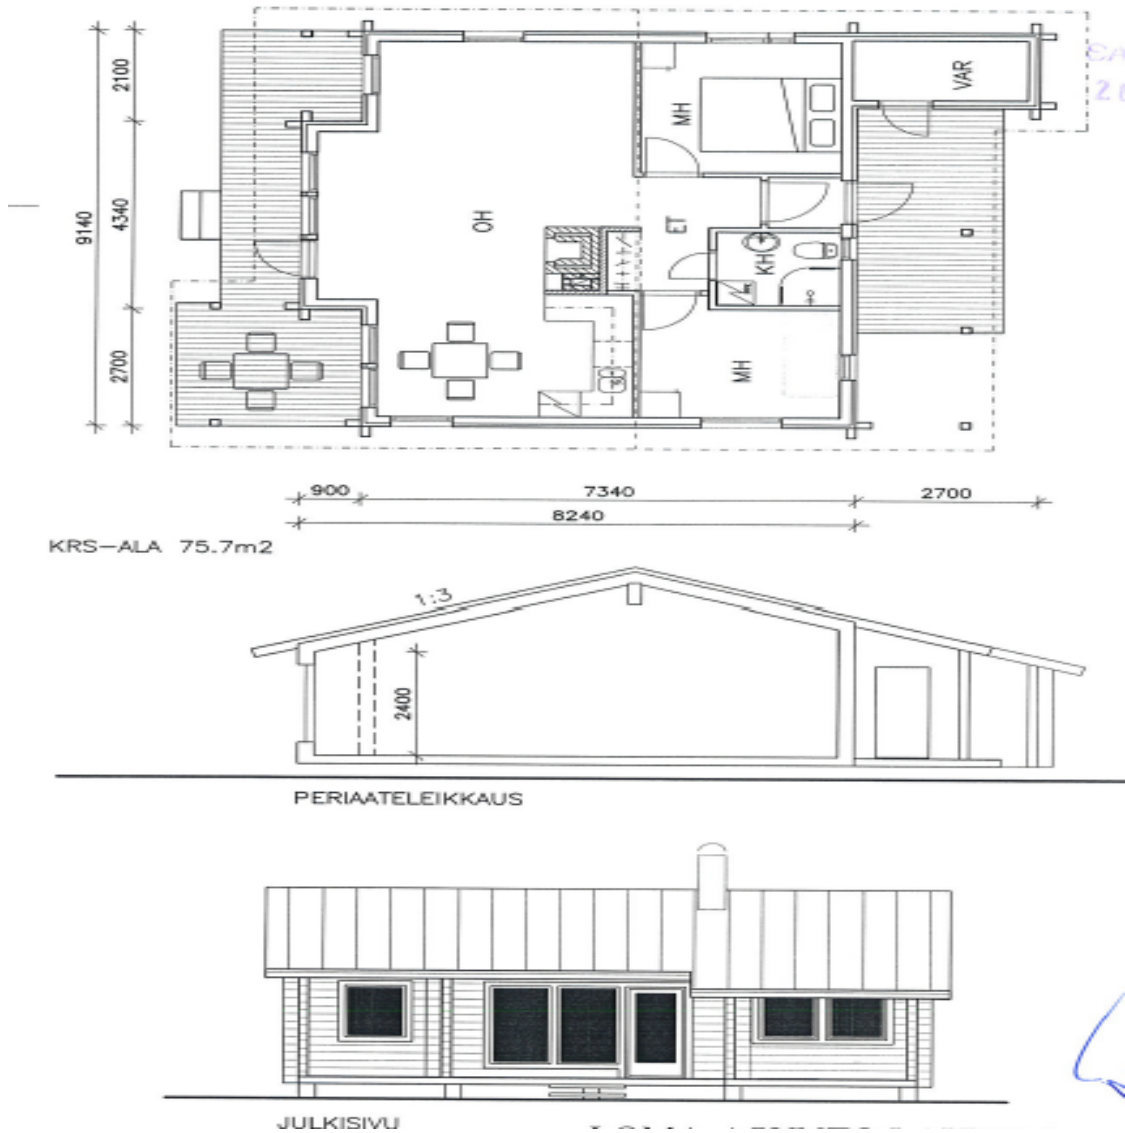 2100
4340
2700
9140
OH
MH
ET
KH
MH
VAR
900
7340
2700
8240
KRS-ALA 75.7m2
1:3
2400
PERIAATELEIKKAUS
JULKISIVU